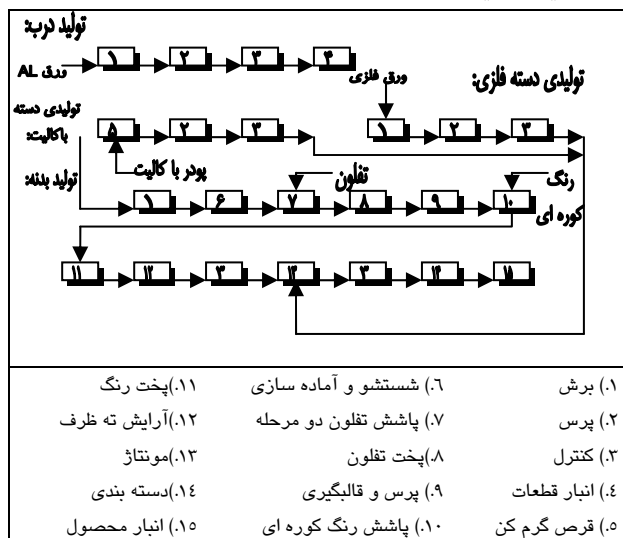 تولید درب:
ورق AL ۱ ۲ ۳ ۴
تولیدی دسته فلزی:
ورق فلزی
۱ ۲ ۳
تولیدی دسته باکالیت:
۵ ۲ ۳
پودر با کالیت
تفلون
رنگ کوره ای
تولید بدنه:
۱ ۶ ۷ ۸ ۹ ۱۰
۱۱ ۱۲ ۳ ۱۳ ۳ ۱۴ ۱۵
۱.) برش ۶.) شستشو و آماده سازی ۱۱.)پخت رنگ
۲.) پرس ۷.) پاشش تفلون دو مرحله ۱۲.)آرایش ته ظرف
۳.) کنترل ۸.)پخت تفلون ۱۳.)مونتاژ
۴.) انبار قطعات ۹.) پرس و قالبگیری ۱۴.)دسته بندی
۵.) قرص گرم کن ۱۰.) پاشش رنگ کوره ای ۱۵.) انبار محصول